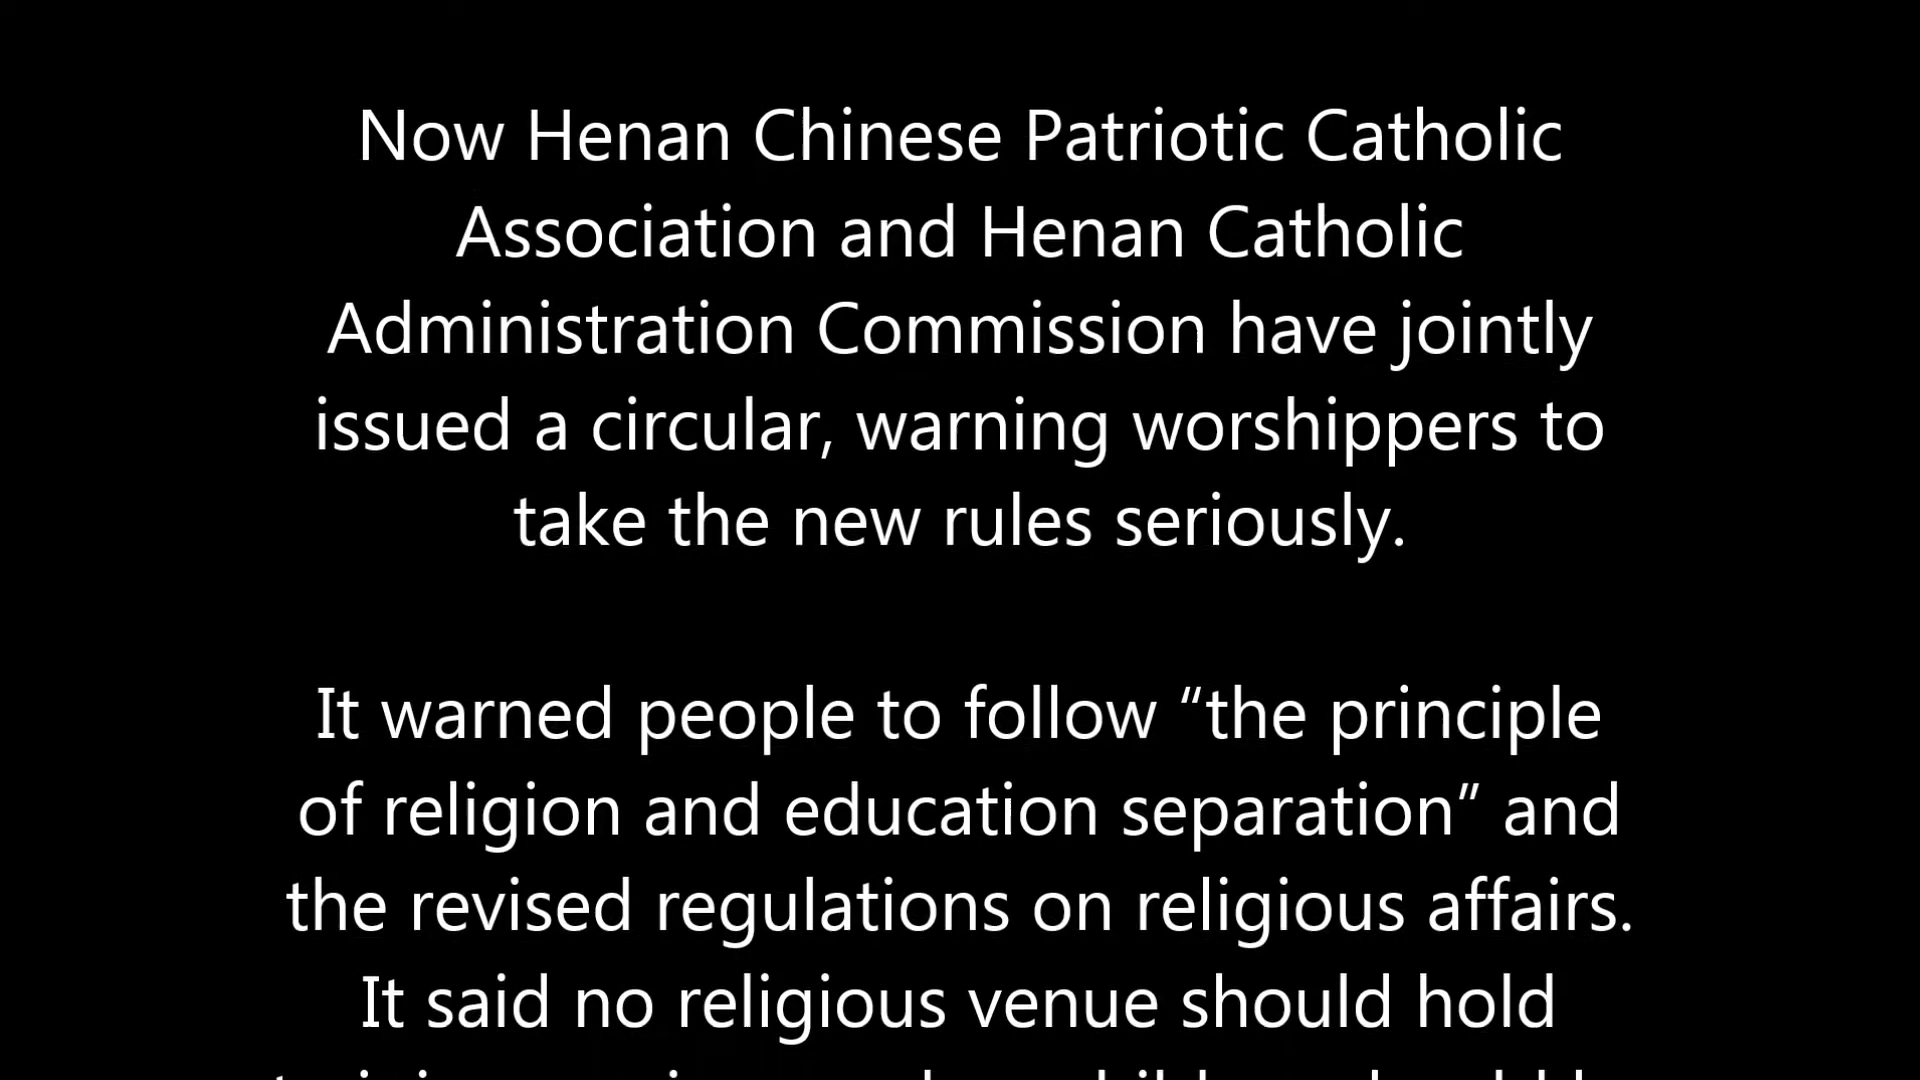 Now Henan Chinese Patriotic Catholic
Association and Henan Catholic
Administration Commission have jointly
issued a circular, warning worshippers to
take the new rules seriously.
It warned people to follow “the principle
of religion and education separation” and
the revised regulations on religious affairs.
It said no religious venue should hold